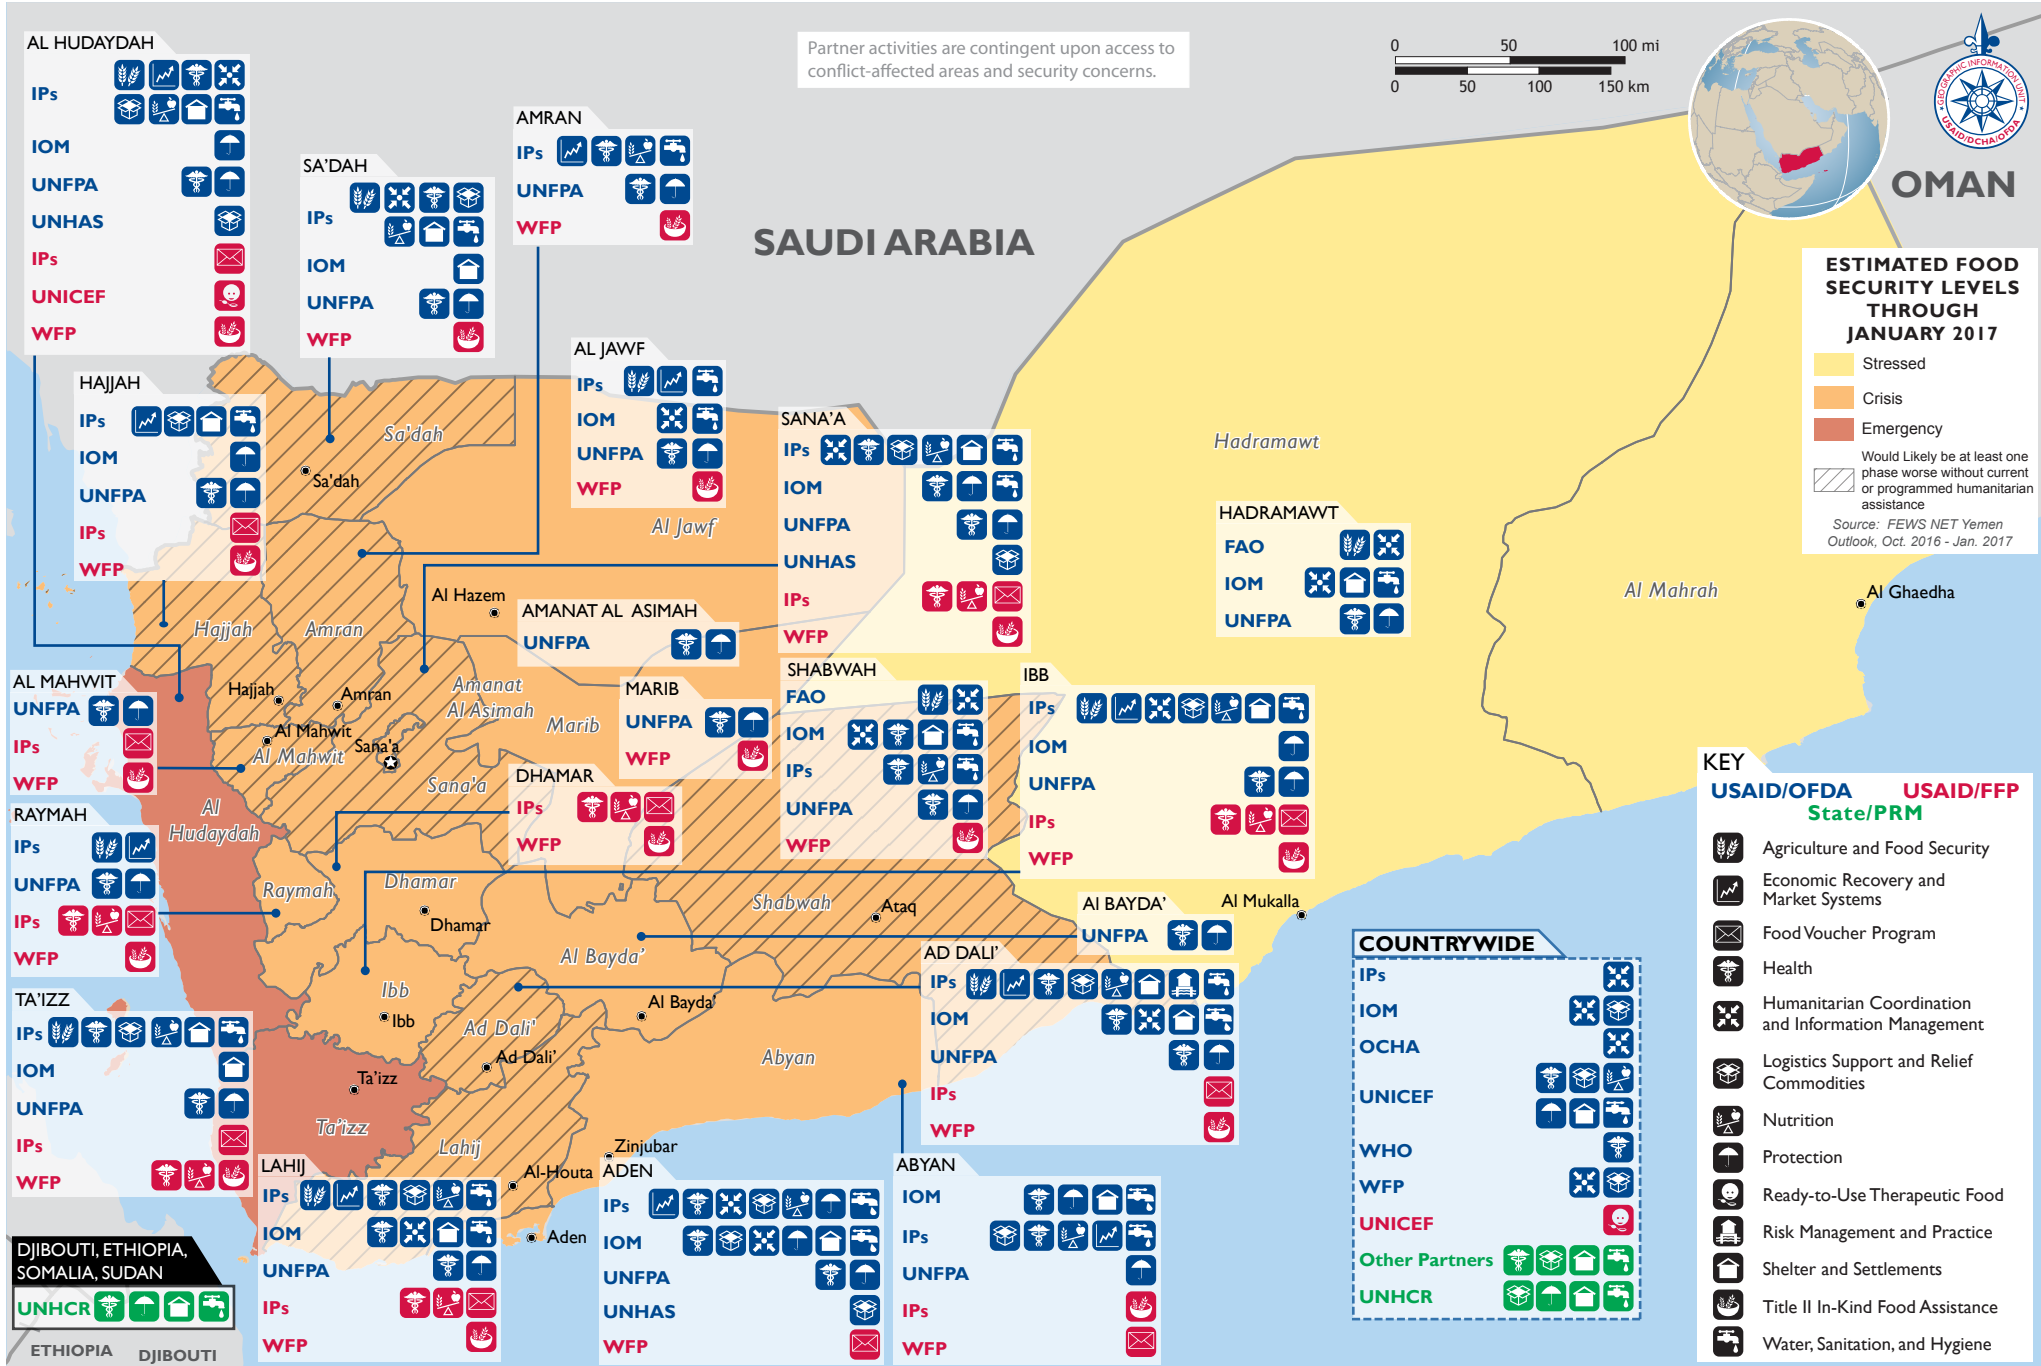 AL HUDAYDAH
IPs
IOM
UNFPA
UNHAS
IPs
UNICEF
WFP
Partner activities are contingent upon access to
conflict-affected areas and security concerns.
0 50 100 mi
0 50 100 150 km
GEOGRAPHIC INFORMATION UNIT
USAID/DCHA/OFDA
AMRAN
IPs
UNFPA
WFP
SA'DAH
IPs
IOM
UNFPA
WFP
SAUDI ARABIA
OMAN
ESTIMATED FOOD
SECURITY LEVELS
THROUGH
JANUARY 2017
Stressed
Crisis
Emergency
Would Likely be at least one
phase worse without current
or programmed humanitarian
assistance
Source: FEWS NET Yemen
Outlook, Oct. 2016 - Jan. 2017
HAJJAH
IPs
IOM
UNFPA
IPs
WFP
AL JAWF
IPs
IOM
UNFPA
WFP
SANA'A
IPs
IOM
UNFPA
UNHAS
IPs
WFP
HADRAMAWT
FAO
IOM
UNFPA
AMANAT AL ASIMAH
UNFPA
AL MAHWIT
UNFPA
IPs
WFP
MARIB
UNFPA
WFP
SHABWAH
FAO
IOM
IPs
UNFPA
WFP
IBB
IPs
IOM
UNFPA
IPs
WFP
DHAMAR
IPs
WFP
RAYMAH
IPs
UNFPA
IPs
WFP
Al BAYDA'
UNFPA
AD DALI'
IPs
IOM
UNFPA
IPs
WFP
TA'IZZ
IPs
IOM
UNFPA
IPs
WFP
LAHIJ
IPs
IOM
UNFPA
IPs
WFP
ADEN
IPs
IOM
UNFPA
UNHAS
WFP
ABYAN
IOM
IPs
UNFPA
IPs
WFP
COUNTRYWIDE
IPs
IOM
OCHA
UNICEF
WHO
WFP
UNICEF
Other Partners
UNHCR
DJIBOUTI, ETHIOPIA,
SOMALIA, SUDAN
UNHCR
ETHIOPIA
DJIBOUTI
Sa'dah
Sa'dah
Al Jawf
Hadramawt
Al Mahrah
Al Ghaedha
Al Hazem
Hajjah
Amran
Hajjah
Amran
Amanat
Al Asimah
Marib
Al Mahwit
Al Mahwit
Sana'a
Sana'a
Al
Hudaydah
Raymah
Dhamar
Dhamar
Shabwah
Ataq
Al Mukalla
Al Bayda'
Al Bayda'
Ibb
Ibb
Ad Dali'
Ad Dali'
Abyan
Ta'izz
Ta'izz
Lahij
Zinjubar
Al-Houta
Aden
KEY
USAID/OFDA USAID/FFP
State/PRM
Agriculture and Food Security
Economic Recovery and
Market Systems
Food Voucher Program
Health
Humanitarian Coordination
and Information Management
Logistics Support and Relief
Commodities
Nutrition
Protection
Ready-to-Use Therapeutic Food
Risk Management and Practice
Shelter and Settlements
Title II In-Kind Food Assistance
Water, Sanitation, and Hygiene